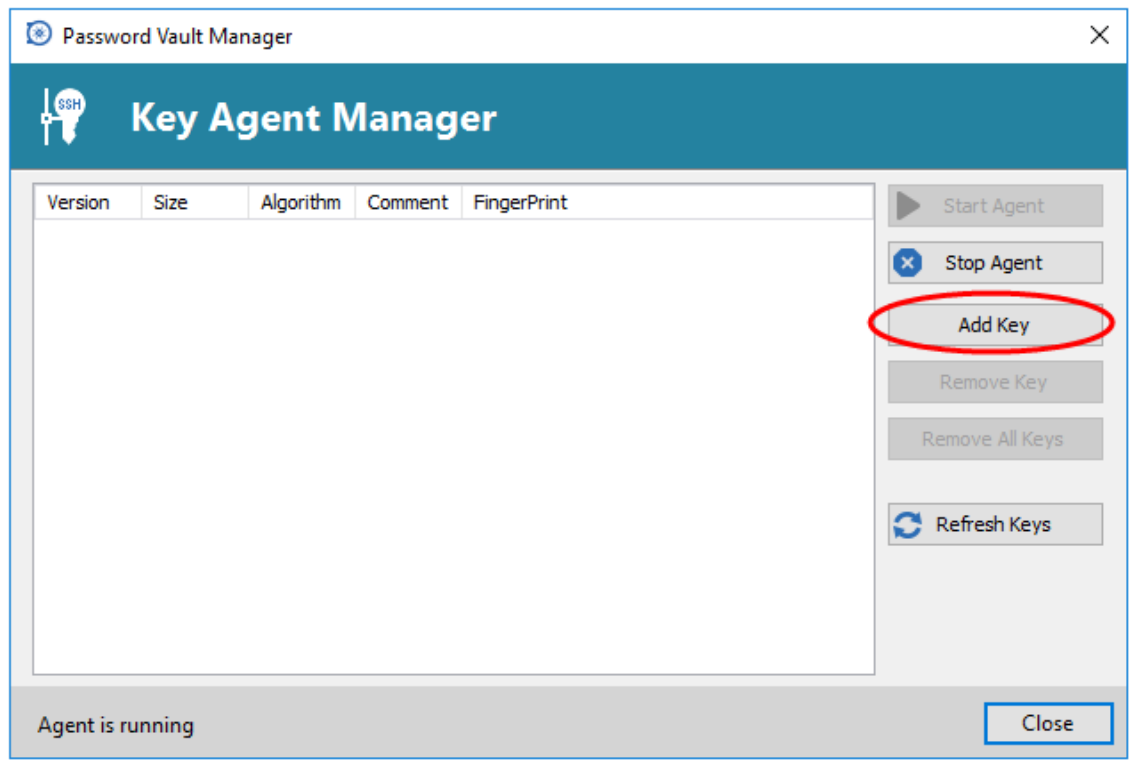 Password Vault Manager
SSH
Key Agent Manager
Version Size Algorithm Comment FingerPrint
Start Agent
Stop Agent
Add Key
Remove Key
Remove All Keys
Refresh Keys
Agent is running
Close